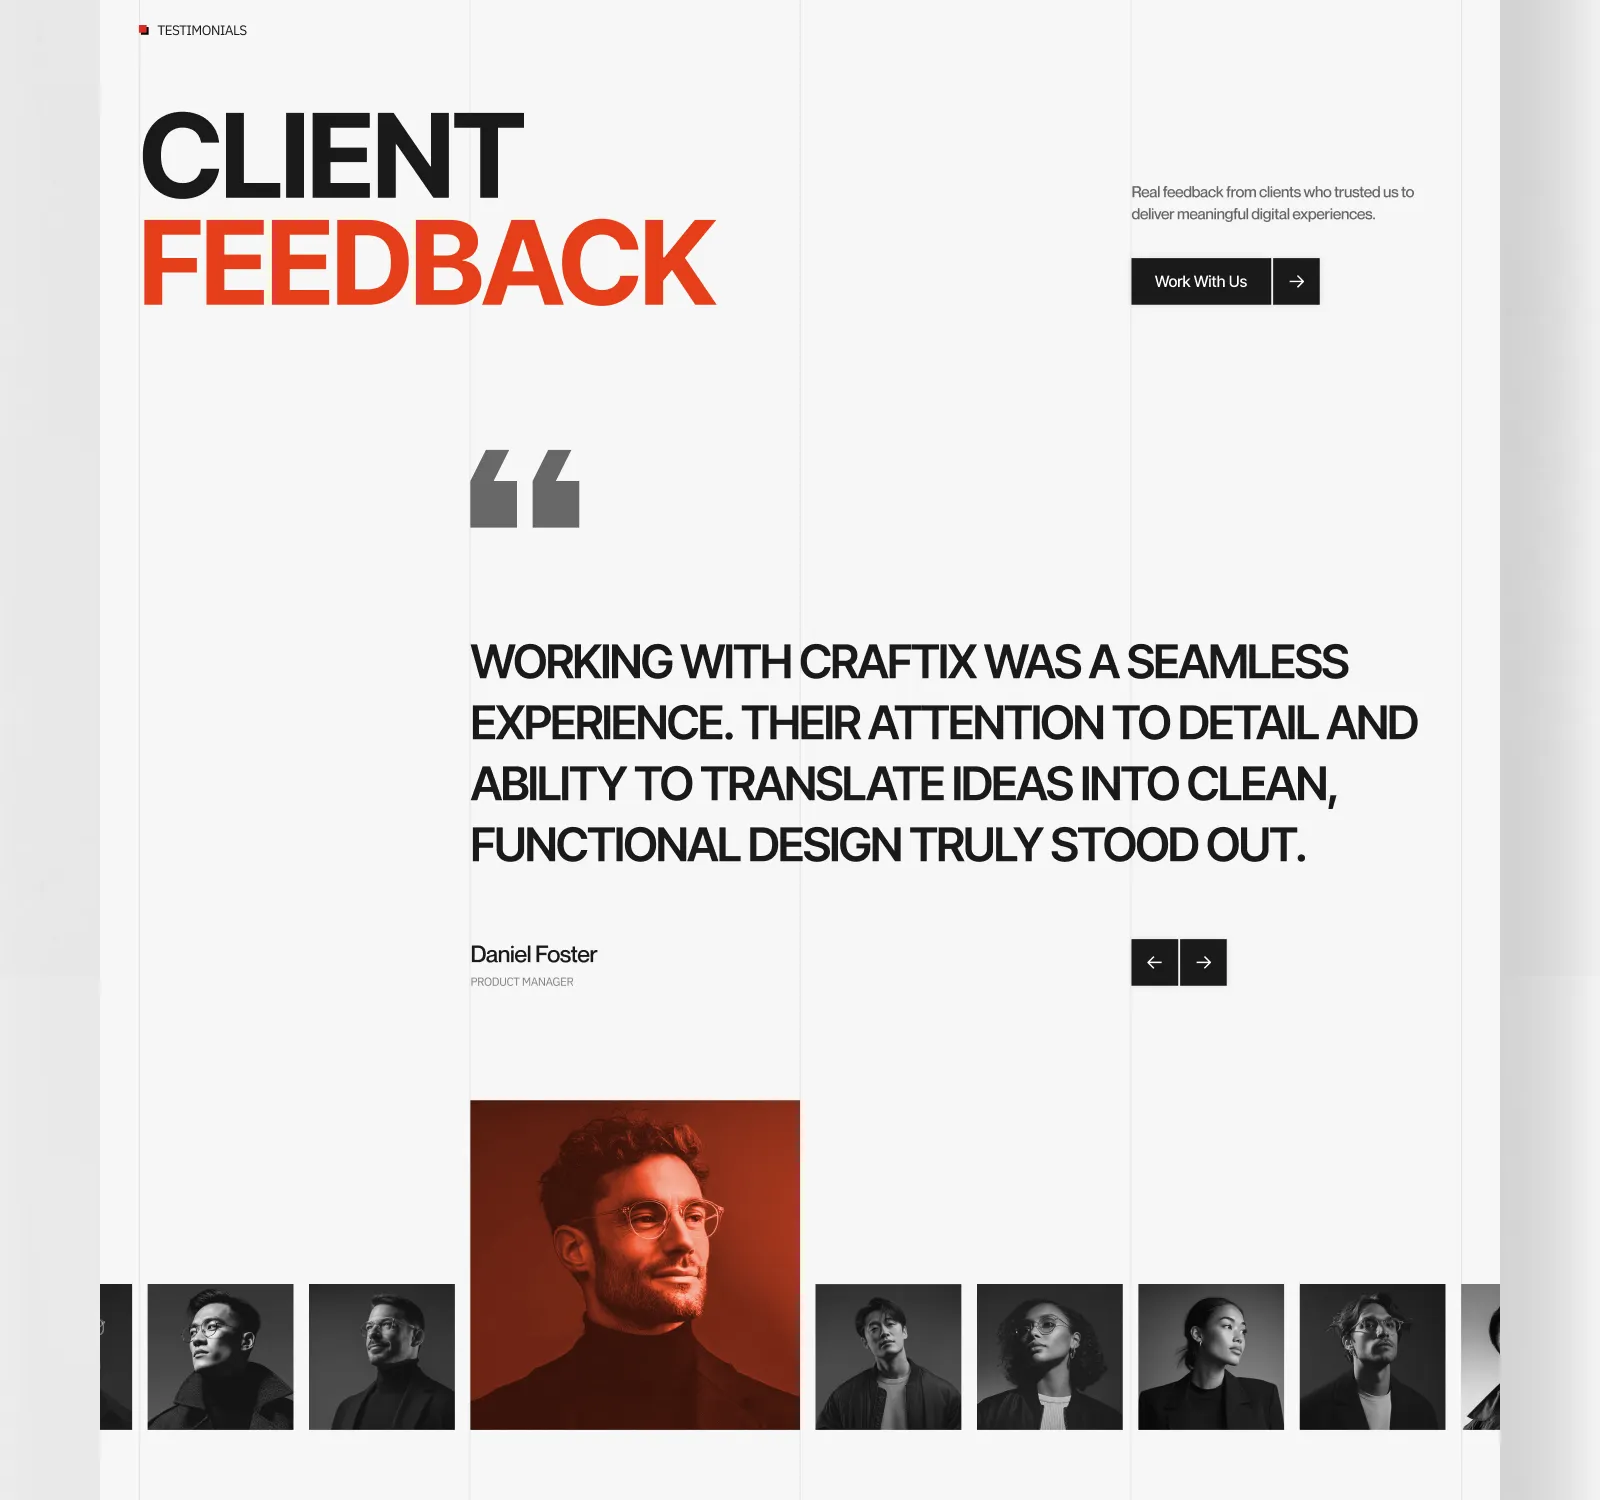 TESTIMONIALS
CLIENT
FEEDBACK
Real feedback from clients who trusted us to
deliver meaningful digital experiences.
Work With Us
WORKING WITH CRAFTIX WAS A SEAMLESS
EXPERIENCE. THEIR ATTENTION TO DETAIL AND
ABILITY TO TRANSLATE IDEAS INTO CLEAN,
FUNCTIONAL DESIGN TRULY STOOD OUT.
Daniel Foster
PRODUCT MANAGER